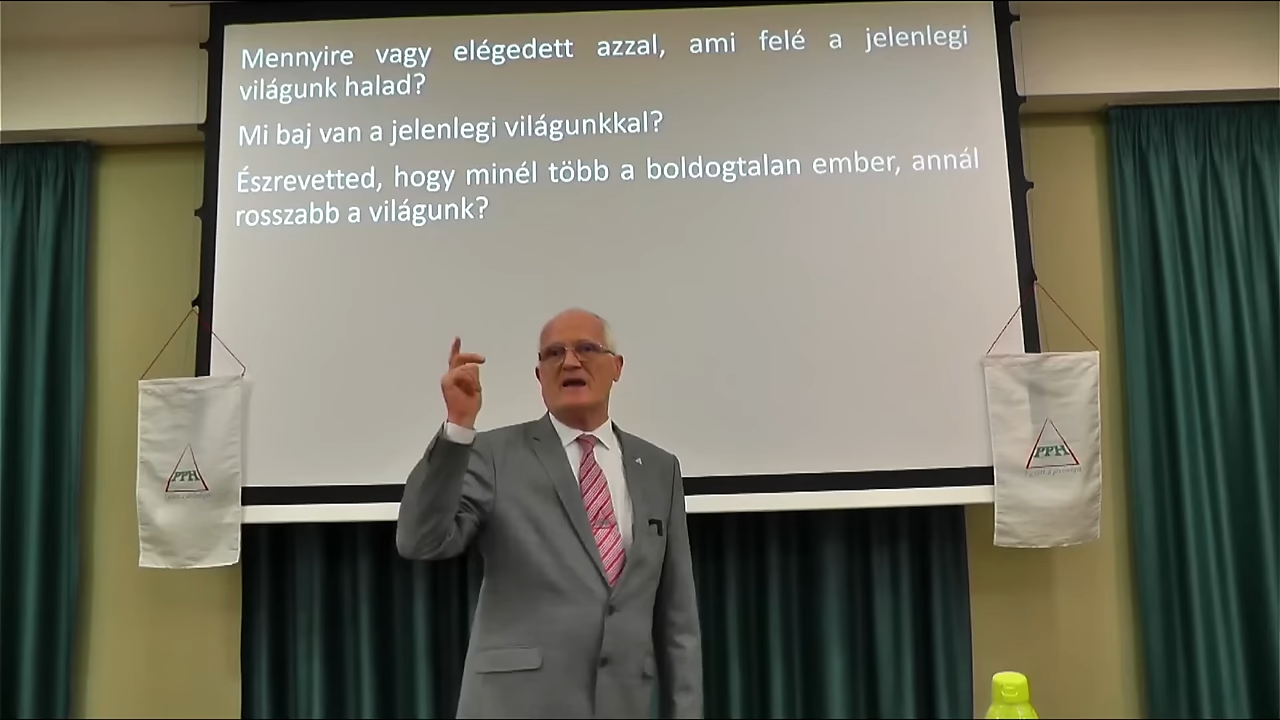 Mennyire vagy elégedett azzal, ami felé a jelenlegi
világunk halad?
Mi baj van a jelenlegi világunkkal?
Észrevetted, hogy minél több a boldogtalan ember, annál
rosszabb a világunk?
PPH
PPH